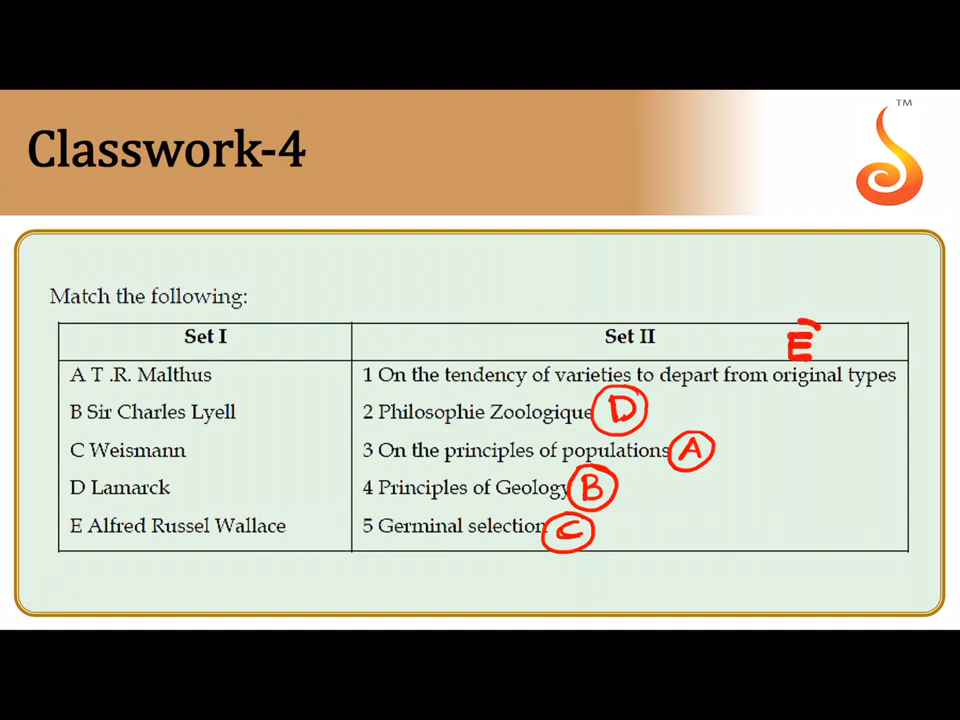 TM
Classwork-4
Match the following:
Set I Set II E
A T .R. Malthus 1 On the tendency of varieties to depart from original types
B Sir Charles Lyell 2 Philosophie Zoologique D
C Weismann 3 On the principles of populations A
D Lamarck 4 Principles of Geology B
E Alfred Russel Wallace 5 Germinal selection C